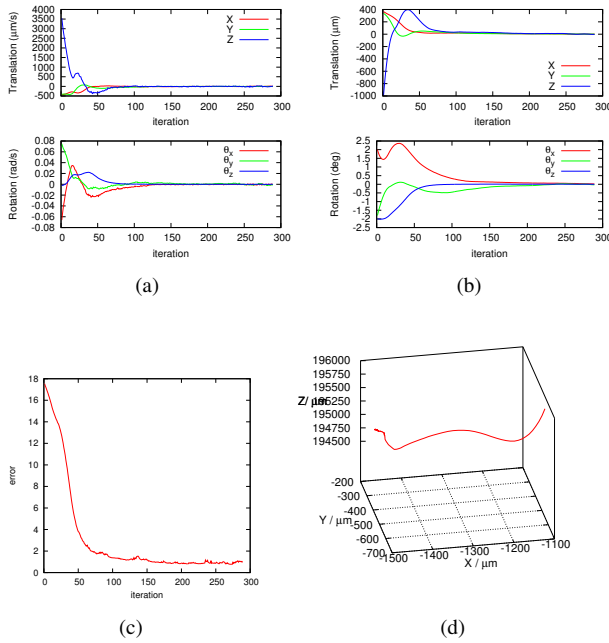 Translation (μm/s)
4000
3500
3000
2500
2000
1500
1000
500
0
-500
0 50 100 150 200 250 300
iteration
X
Y
Z
Rotation (rad/s)
0.08
0.06
0.04
0.02
0
-0.02
-0.04
-0.06
-0.08
0 50 100 150 200 250 300
iteration
θx
θy
θz
(a)
Translation (μm)
400
200
0
-200
-400
-600
-800
-1000
0 50 100 150 200 250 300
iteration
X
Y
Z
Rotation (deg)
2.5
2
1.5
1
0.5
0
-0.5
-1
-1.5
-2
-2.5
0 50 100 150 200 250 300
iteration
θx
θy
θz
(b)
error
18
16
14
12
10
8
6
4
2
0
0 50 100 150 200 250 300
iteration
(c)
196000
195750
195500
195250
195000
194750
194500
Z / μm
-200
-300
-400
-500
-600
-700
Y / μm
-1500
-1400
-1300
-1200
-1100
X / μm
(d)